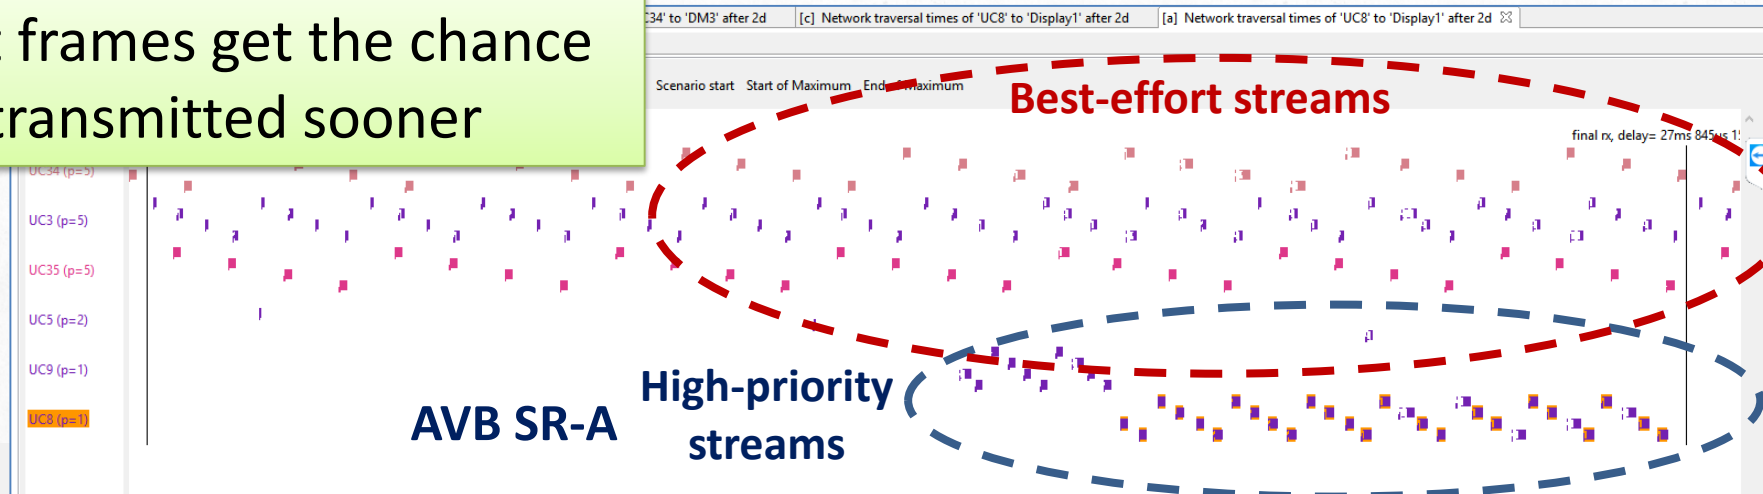 frames get the chance
transmitted sooner
C34' to 'DM3' after 2d
[c] Network traversal times of 'UC8' to 'Display1' after 2d
[a] Network traversal times of 'UC8' to 'Display1' after 2d
Scenario start Start of Maximum End of Maximum
Best-effort streams
final rx, delay= 27ms 845us
UC34 (p=5)
UC3 (p=5)
UC35 (p=5)
UC5 (p=2)
UC9 (p=1)
UC8 (p=1)
AVB SR-A
High-priority
streams